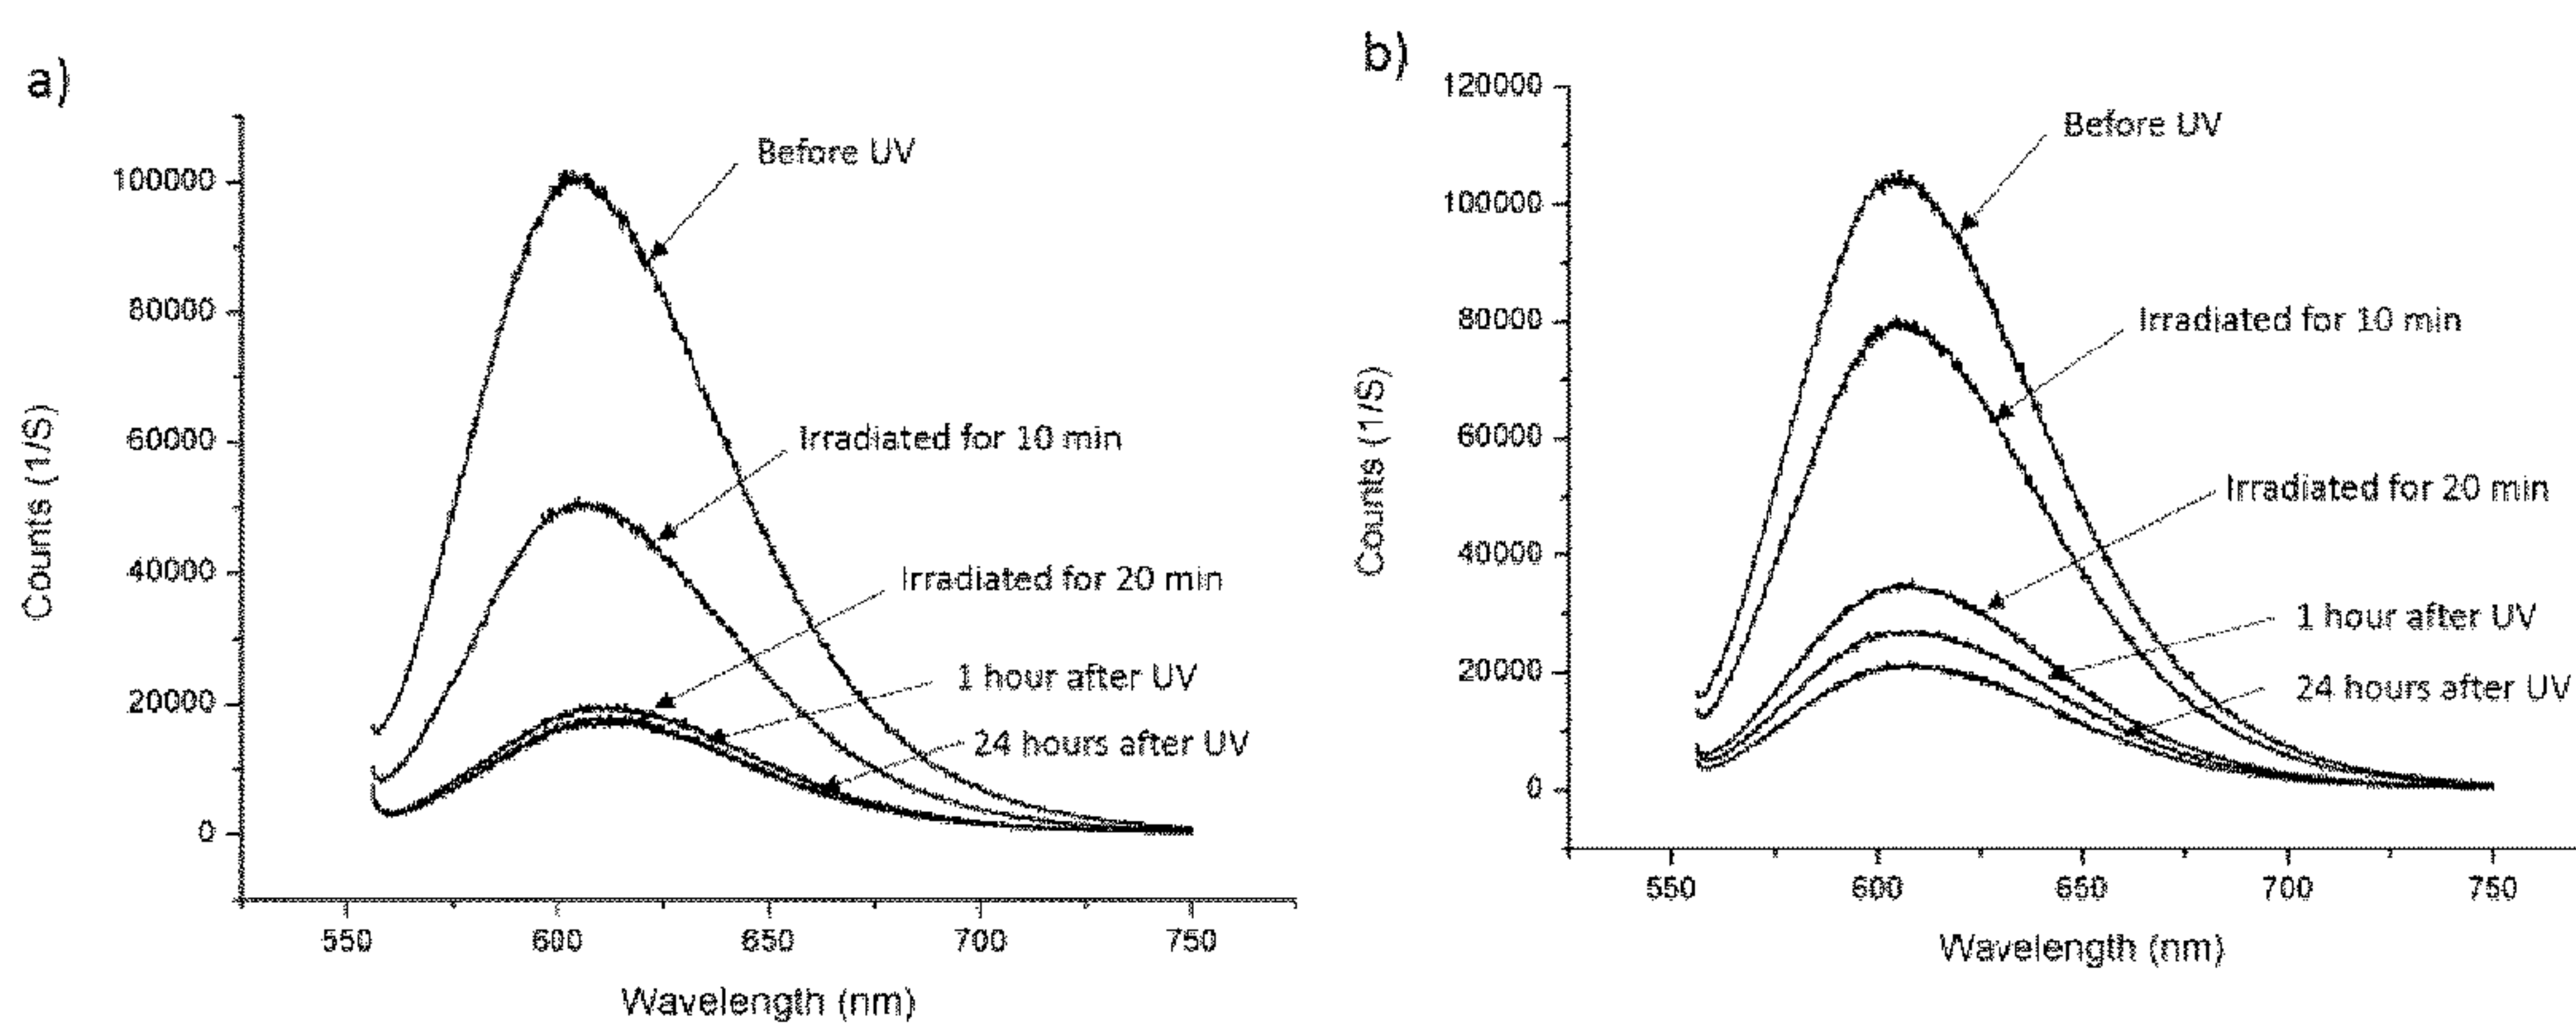 a)
Counts (1/S)
100000
80000
60000
40000
20000
0
550
600
650
700
750
Wavelength (nm)
Before UV
Irradiated for 10 min
Irradiated for 20 min
1 hour after UV
24 hours after UV
b)
Counts (1/S)
120000
100000
80000
60000
40000
20000
0
550
600
650
700
750
Wavelength (nm)
Before UV
Irradiated for 10 min
Irradiated for 20 min
1 hour after UV
24 hours after UV